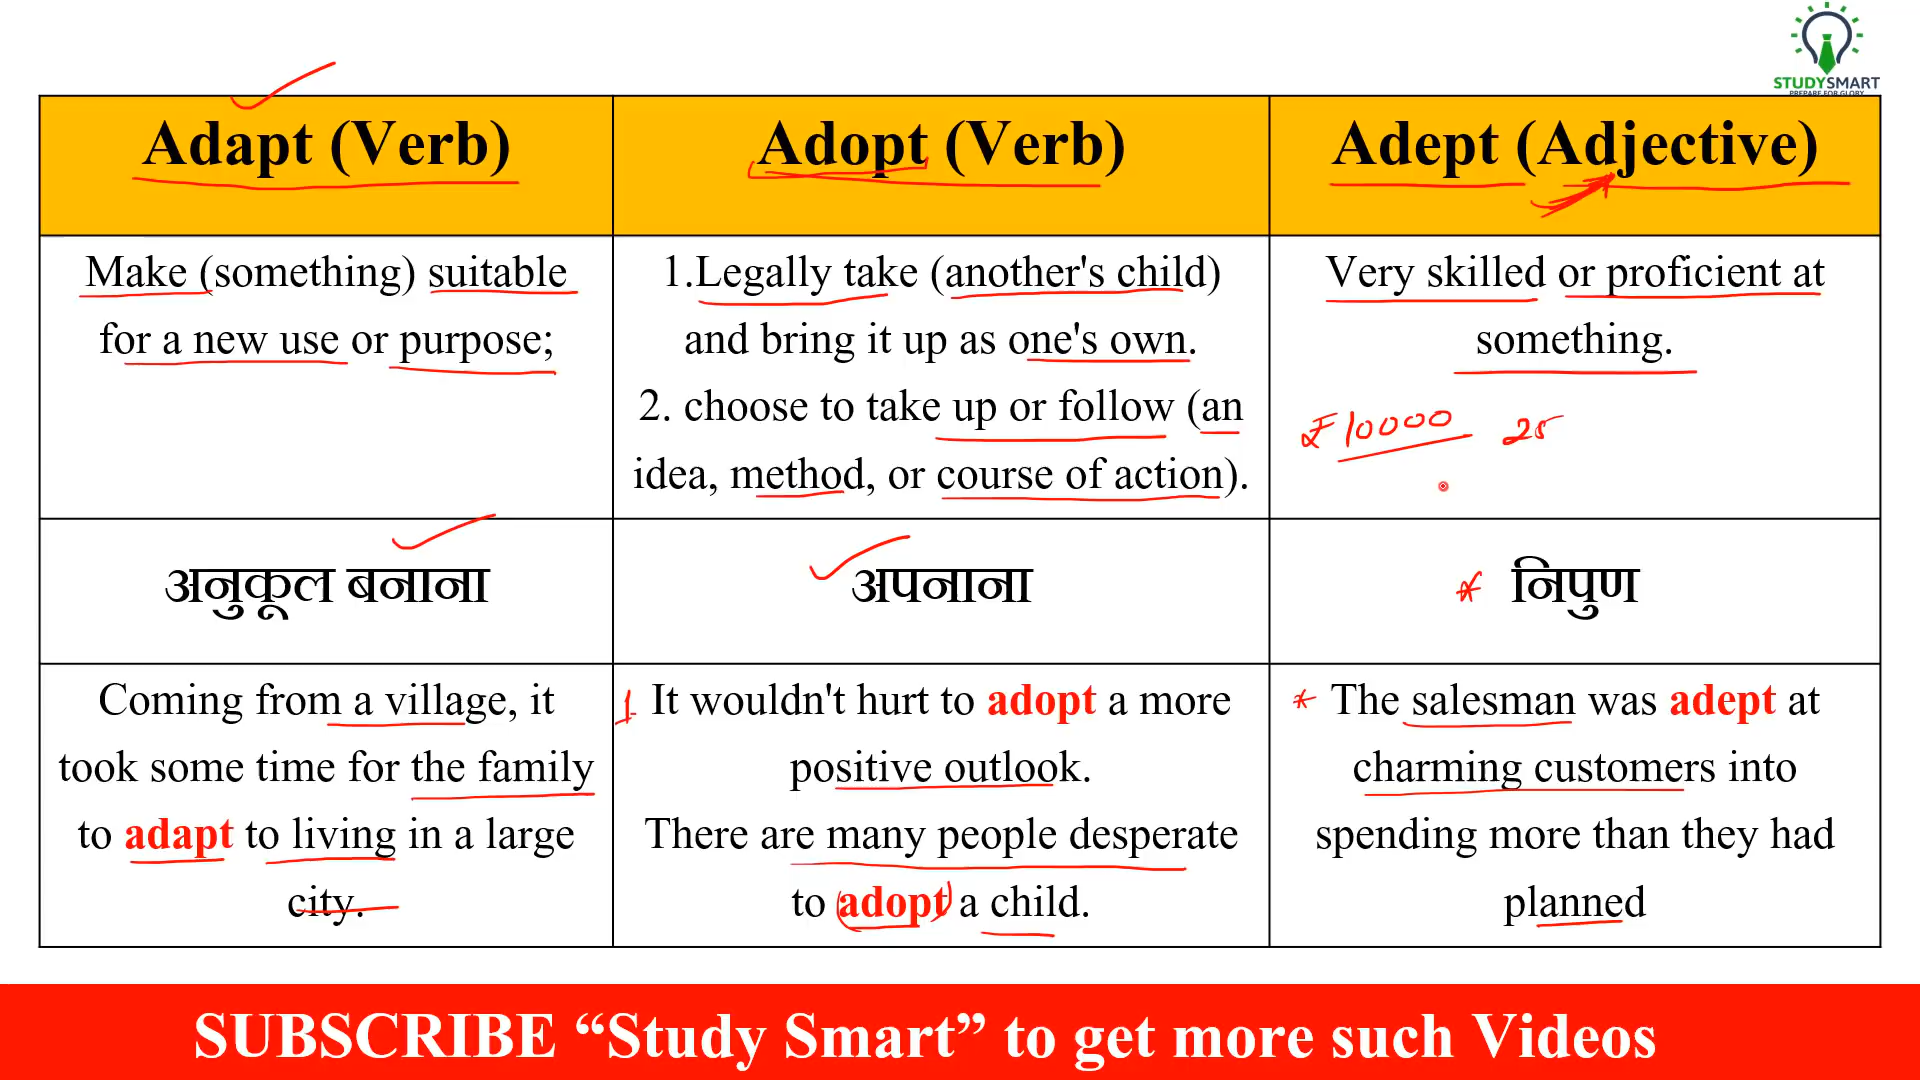 STUDYSMART
PREPARE FOR GLORY
Adapt (Verb)
Adopt (Verb)
Adept (Adjective)
Make (something) suitable
for a new use or purpose;
1.Legally take (another's child)
and bring it up as one's own.
2. choose to take up or follow (an
idea, method, or course of action).
Very skilled or proficient at
something.
₹10000 25
अनुकूल बनाना
अपनाना
* निपुण
Coming from a village, it
took some time for the family
to adapt to living in a large
city.
1 It wouldn't hurt to adopt a more
positive outlook.
There are many people desperate
to adopt a child.
* The salesman was adept at
charming customers into
spending more than they had
planned
SUBSCRIBE “Study Smart” to get more such Videos